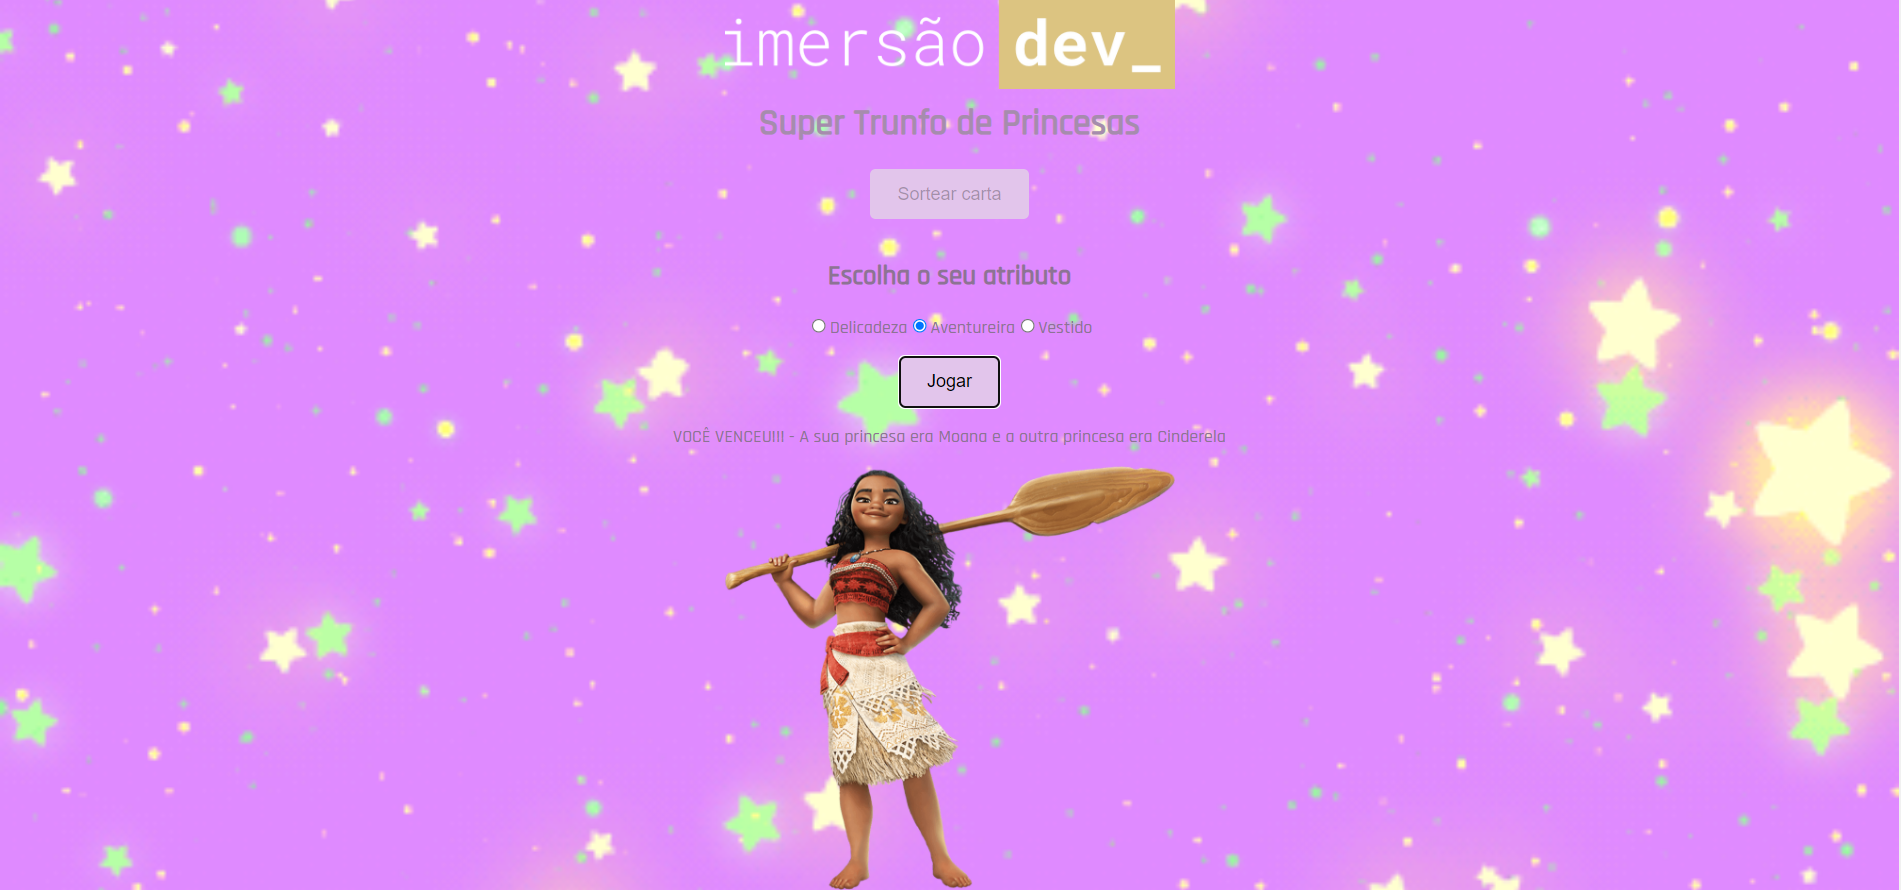 imersão dev_
Super Trunfo de Princesas
Sortear carta
Escolha o seu atributo
Delicadeza Aventureira Vestido
Jogar
VOCÊ VENCEU!!! - A sua princesa era Moana e a outra princesa era Cinderela